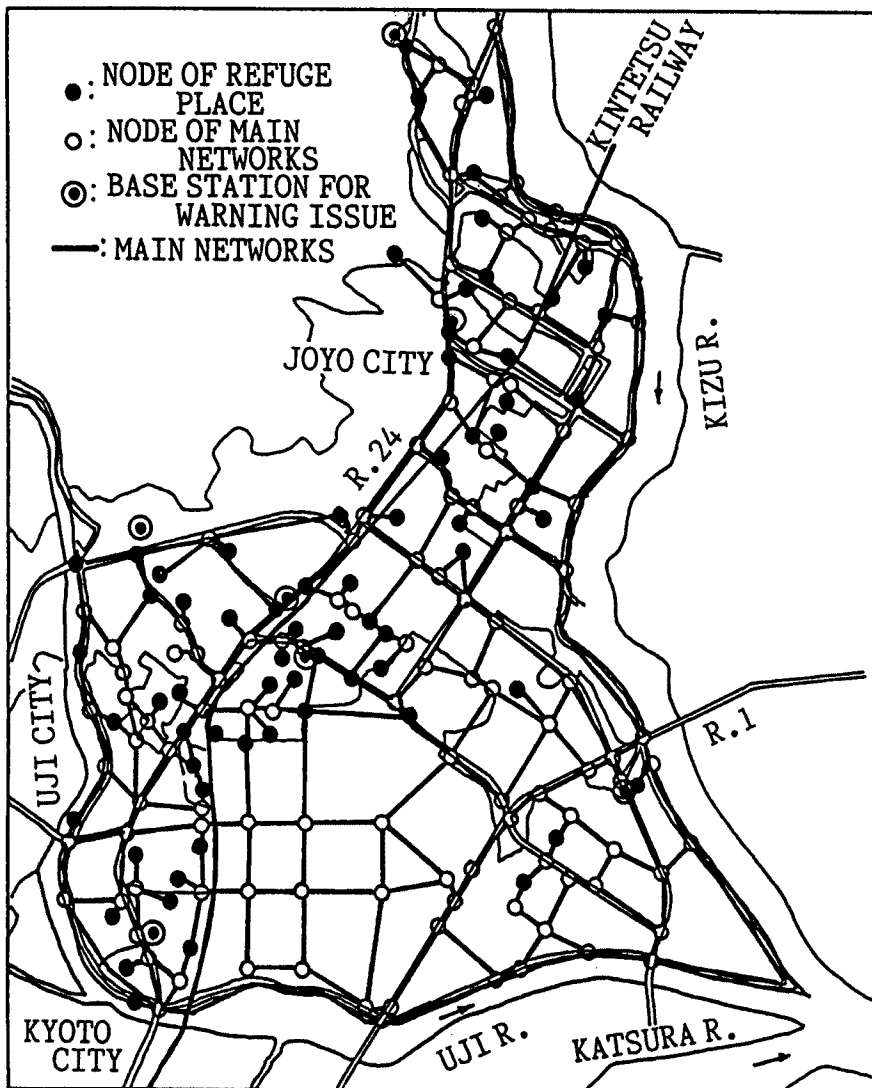 ●: NODE OF REFUGE
PLACE
○: NODE OF MAIN
NETWORKS
◎: BASE STATION FOR
WARNING ISSUE
—: MAIN NETWORKS
KINTETSU
RAILWAY
JOYO CITY
KIZU R.
R.24
UJI CITY
R.1
KYOTO
CITY
UJI R.
KATSURA R.